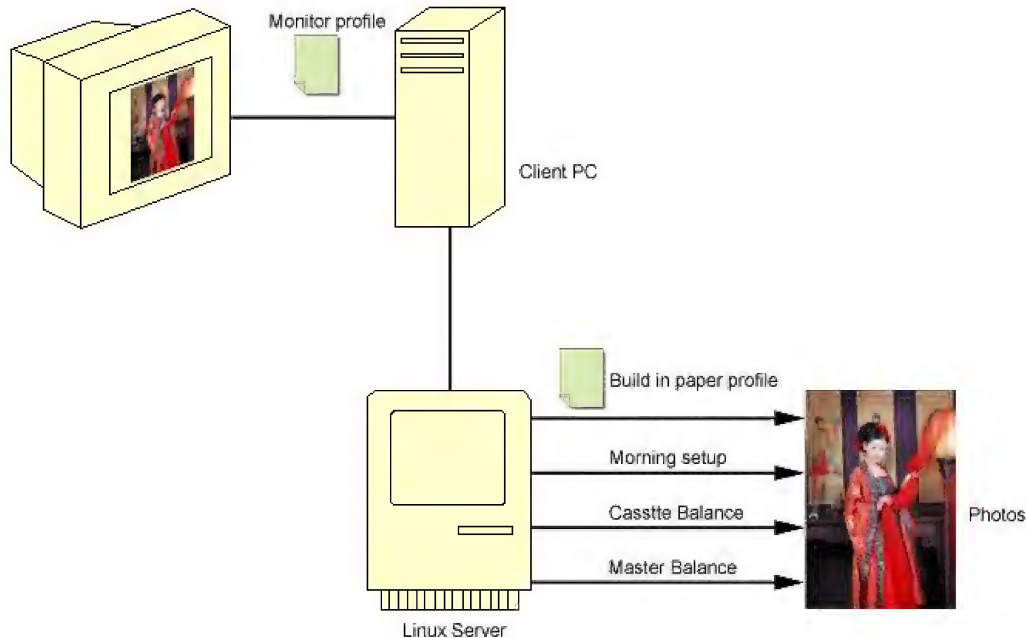 Monitor profile
Client PC
Build in paper profile
Morning setup
Casstte Balance
Master Balance
Photos
Linux Server